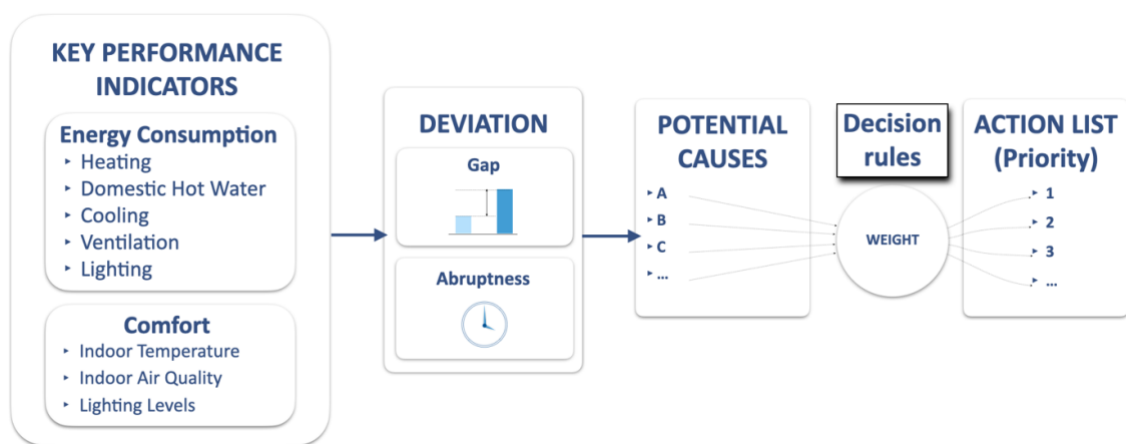 KEY PERFORMANCE
INDICATORS
Energy Consumption
‣ Heating
‣ Domestic Hot Water
‣ Cooling
‣ Ventilation
‣ Lighting
Comfort
‣ Indoor Temperature
‣ Indoor Air Quality
‣ Lighting Levels
DEVIATION
Gap
Abruptness
POTENTIAL
CAUSES
‣ A
‣ B
‣ C
‣ ...
Decision
rules
WEIGHT
ACTION LIST
(Priority)
‣ 1
‣ 2
‣ 3
‣ ...